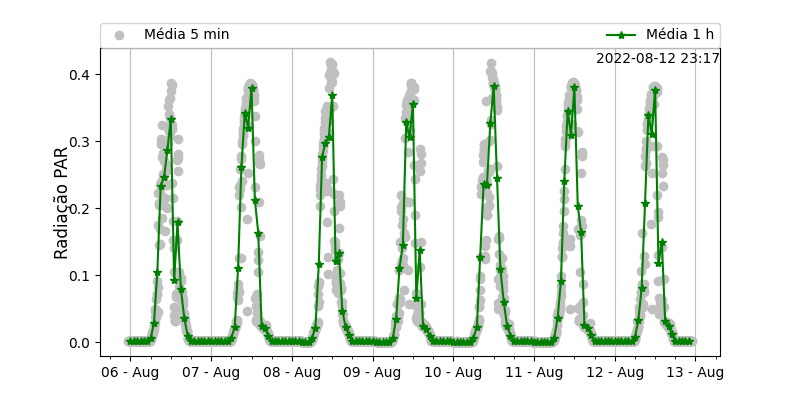 Média 5 min
Média 1 h
2022-08-12 23:17
Radiação PAR
0.4
0.3
0.2
0.1
0.0
06 - Aug
07 - Aug
08 - Aug
09 - Aug
10 - Aug
11 - Aug
12 - Aug
13 - Aug